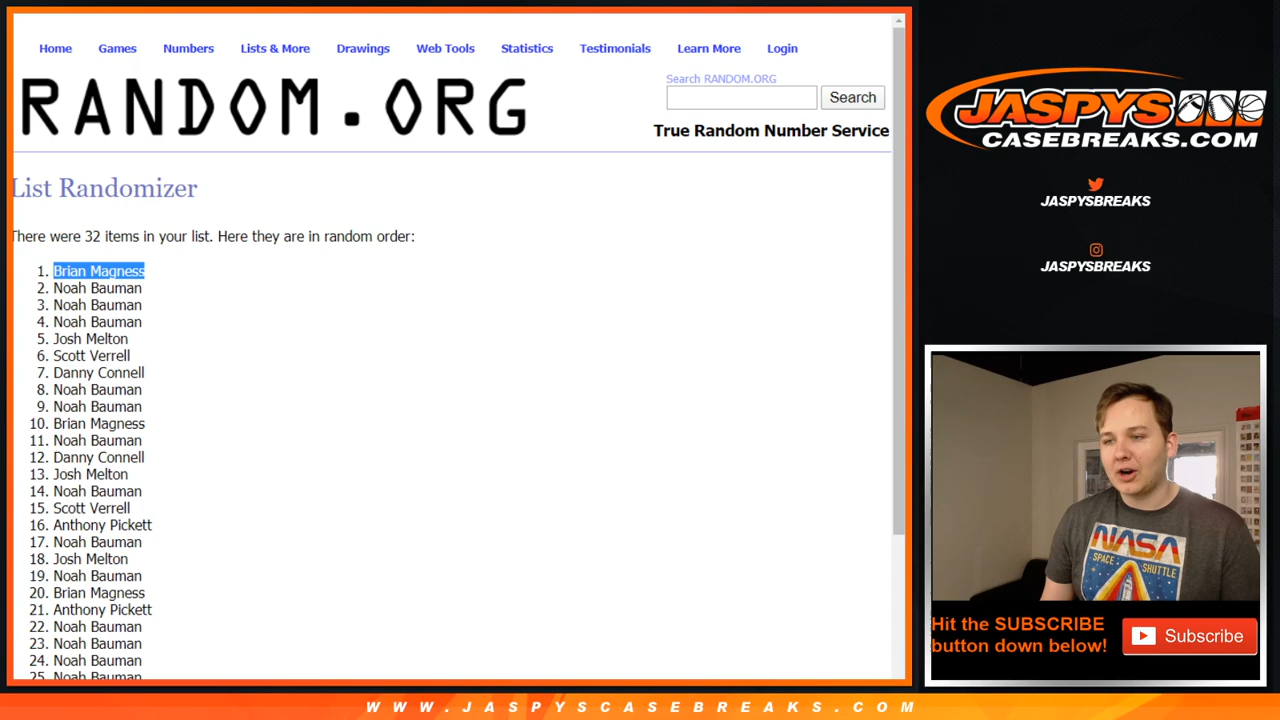 Home Games Numbers Lists & More Drawings Web Tools Statistics Testimonials Learn More Login
RANDOM.ORG
Search RANDOM.ORG
Search
True Random Number Service
List Randomizer
There were 32 items in your list. Here they are in random order:
1. Brian Magness
2. Noah Bauman
3. Noah Bauman
4. Noah Bauman
5. Josh Melton
6. Scott Verrell
7. Danny Connell
8. Noah Bauman
9. Noah Bauman
10. Brian Magness
11. Noah Bauman
12. Danny Connell
13. Josh Melton
14. Noah Bauman
15. Scott Verrell
16. Anthony Pickett
17. Noah Bauman
18. Josh Melton
19. Noah Bauman
20. Brian Magness
21. Anthony Pickett
22. Noah Bauman
23. Noah Bauman
24. Noah Bauman
25. Noah Bauman
JASPYS
CASEBREAKS.COM
JASPYSBREAKS
JASPYSBREAKS
NASA
SPACE SHUTTLE
Hit the SUBSCRIBE
button down below!
Subscribe
WWW.JASPYSCASEBREAKS.COM